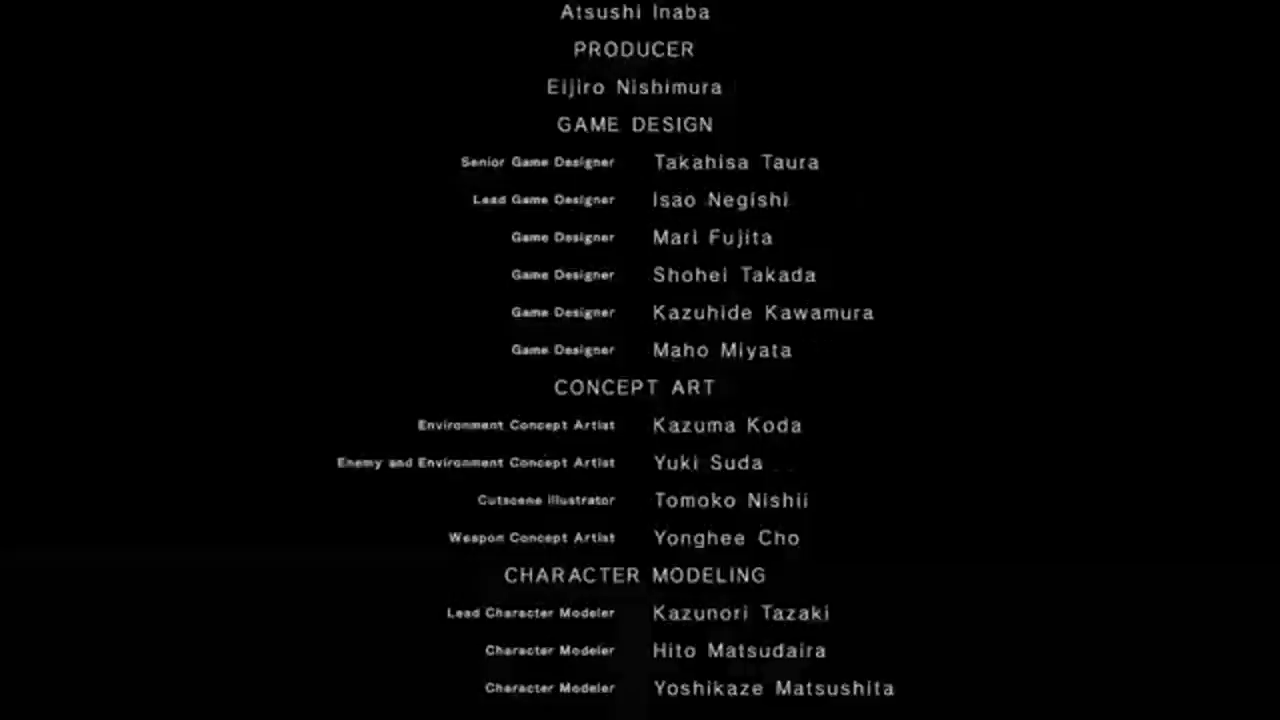 Atsushi Inaba
PRODUCER
Eijiro Nishimura
GAME DESIGN
Senior Game Designer Takahisa Taura
Lead Game Designer Isao Negishi
Game Designer Mari Fujita
Game Designer Shohei Takada
Game Designer Kazuhide Kawamura
Game Designer Maho Miyata
CONCEPT ART
Environment Concept Artist Kazuma Koda
Enemy and Environment Concept Artist Yuki Suda
Cutscene Illustrator Tomoko Nishii
Weapon Concept Artist Yonghee Cho
CHARACTER MODELING
Lead Character Modeler Kazunori Tazaki
Character Modeler Hito Matsudaira
Character Modeler Yoshikaze Matsushita